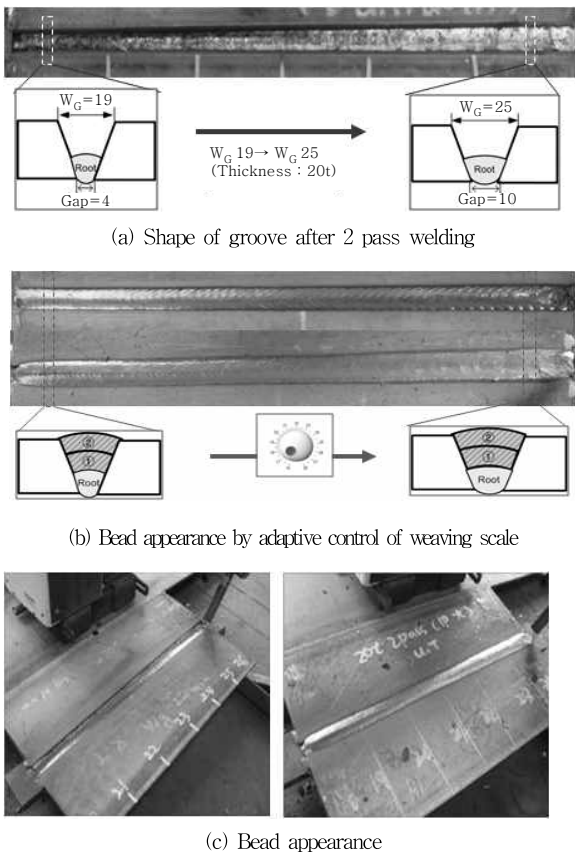 W_G=19
Root
Gap=4
W_G 19→ W_G 25
(Thickness : 20t)
W_G=25
Root
Gap=10
(a) Shape of groove after 2 pass welding
②
①
Root
②
①
Root
(b) Bead appearance by adaptive control of weaving scale
(c) Bead appearance